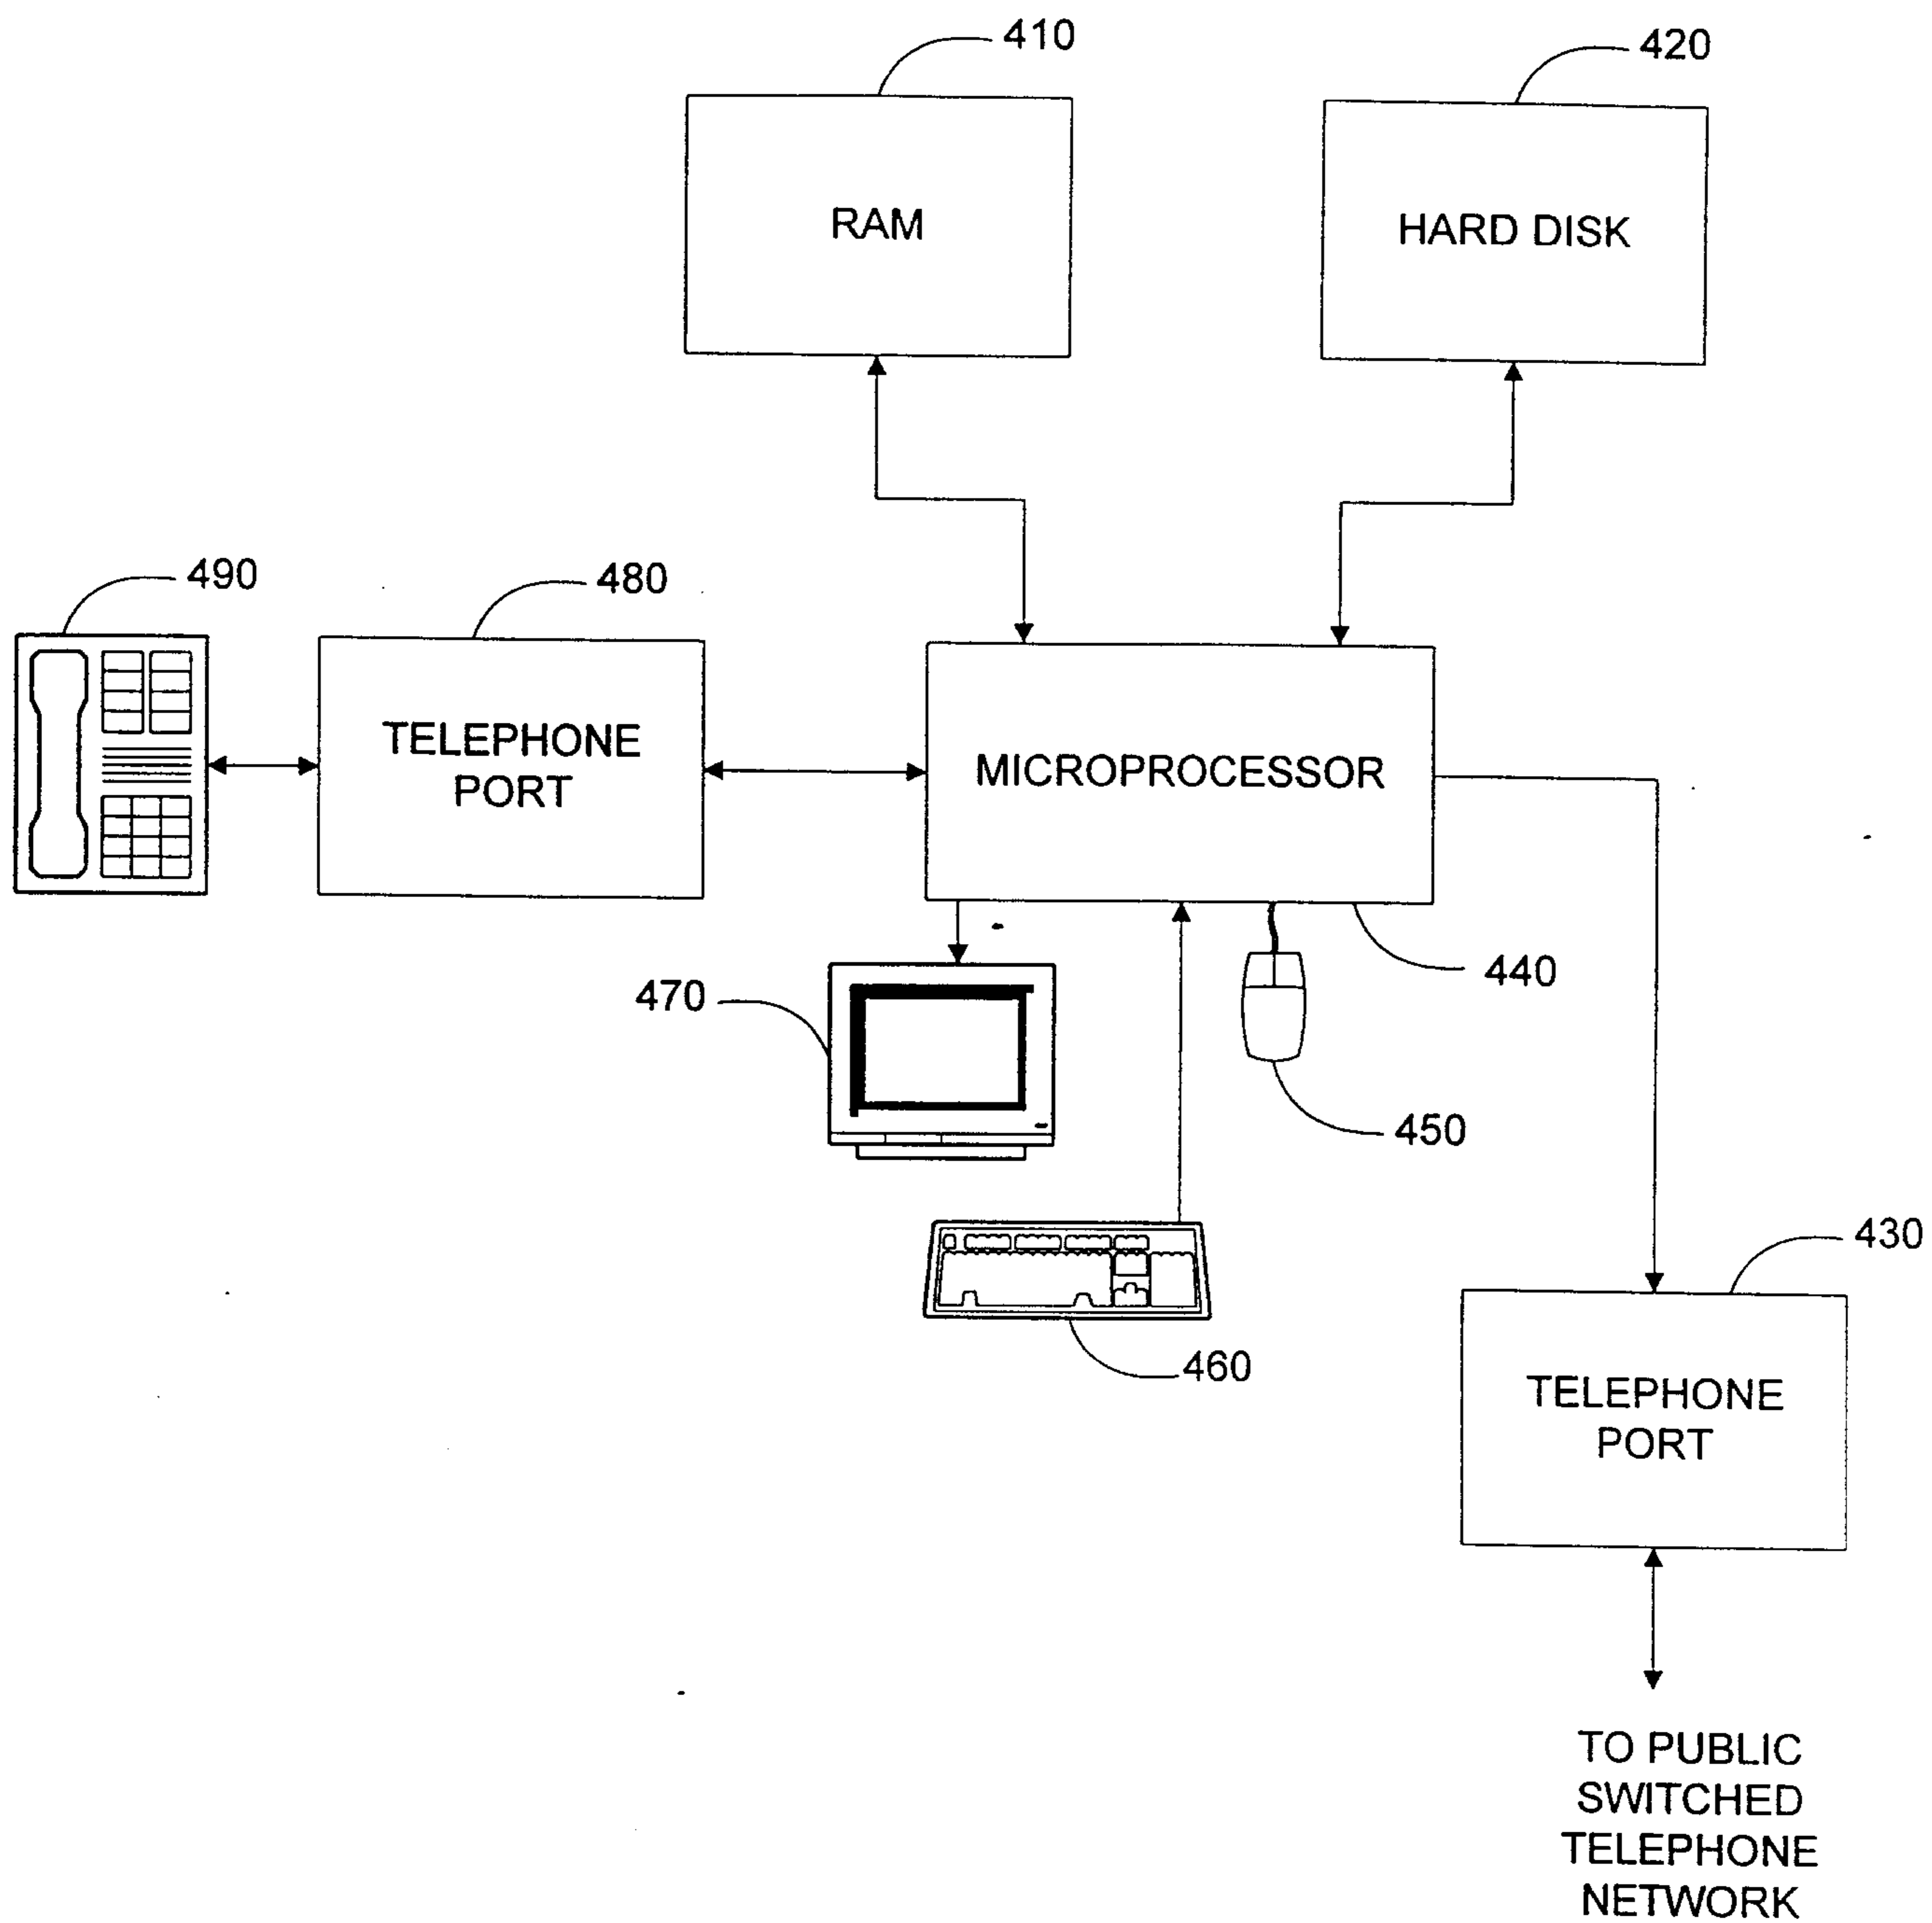 410
420
RAM
HARD DISK
490
480
TELEPHONE
PORT
MICROPROCESSOR
440
470
450
430
460
TELEPHONE
PORT
TO PUBLIC
SWITCHED
TELEPHONE
NETWORK